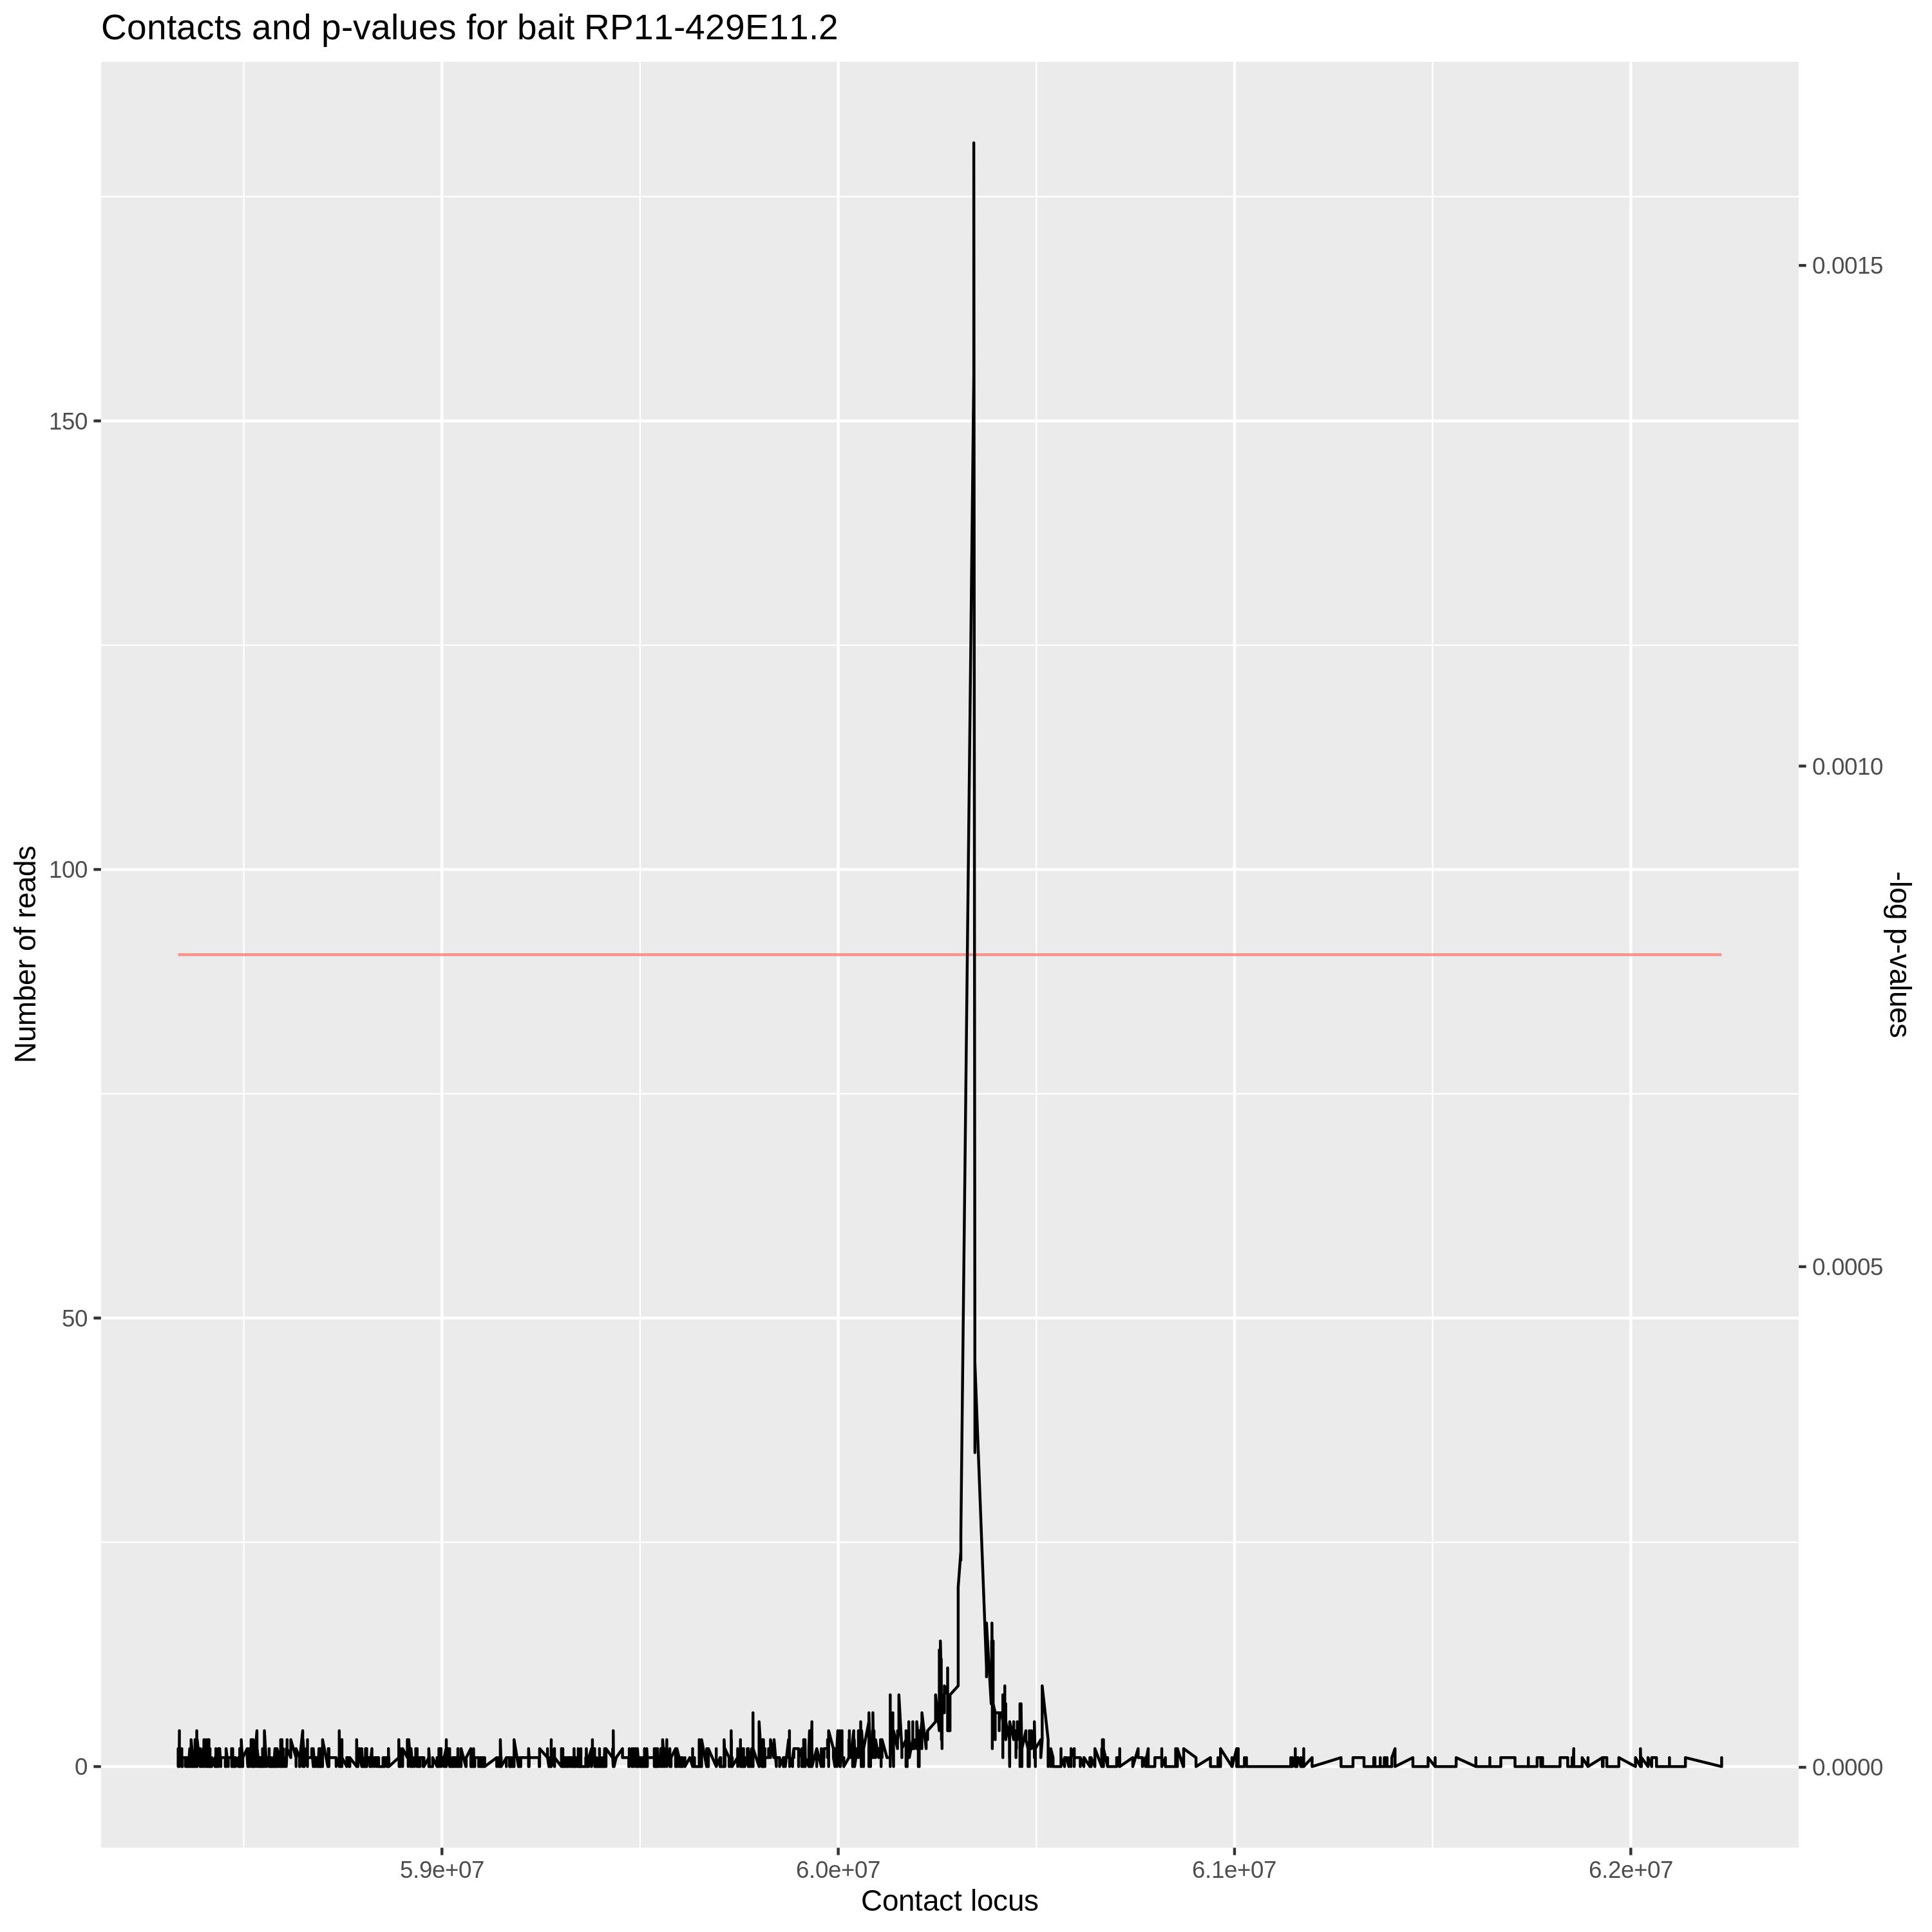 Contacts and p-values for bait RP11-429E11.2
150
100
50
0
Number of reads
0.0015
0.0010
0.0005
0.0000
-log p-values
5.9e+07
6.0e+07
6.1e+07
6.2e+07
Contact locus